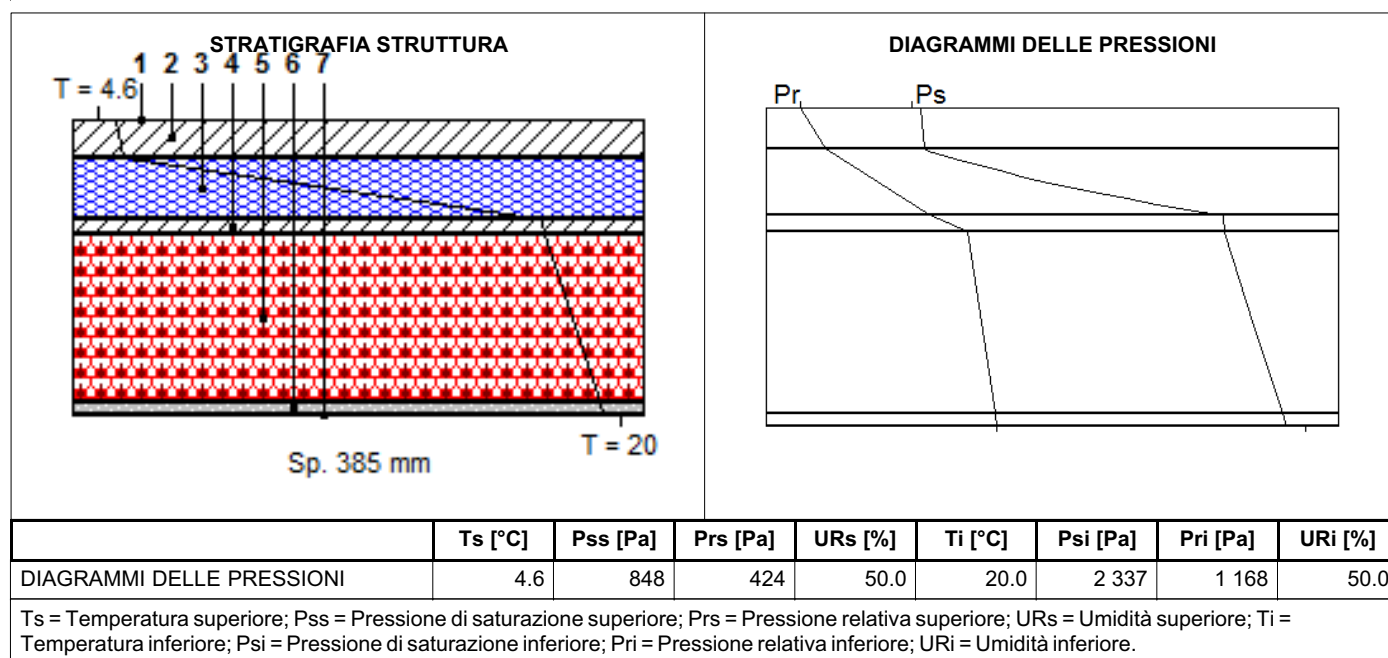 STRATIGRAFIA STRUTTURA
1 2 3 4 5 6 7
T = 4.6
T = 20
Sp. 385 mm
DIAGRAMMI DELLE PRESSIONI
Pr Ps
Ts [°C] Pss [Pa] Prs [Pa] URs [%] Ti [°C] Psi [Pa] Pri [Pa] URi [%]
DIAGRAMMI DELLE PRESSIONI 4.6 848 424 50.0 20.0 2 337 1 168 50.0
Ts = Temperatura superiore; Pss = Pressione di saturazione superiore; Prs = Pressione relativa superiore; URs = Umidità superiore; Ti =
Temperatura inferiore; Psi = Pressione di saturazione inferiore; Pri = Pressione relativa inferiore; URi = Umidità inferiore.